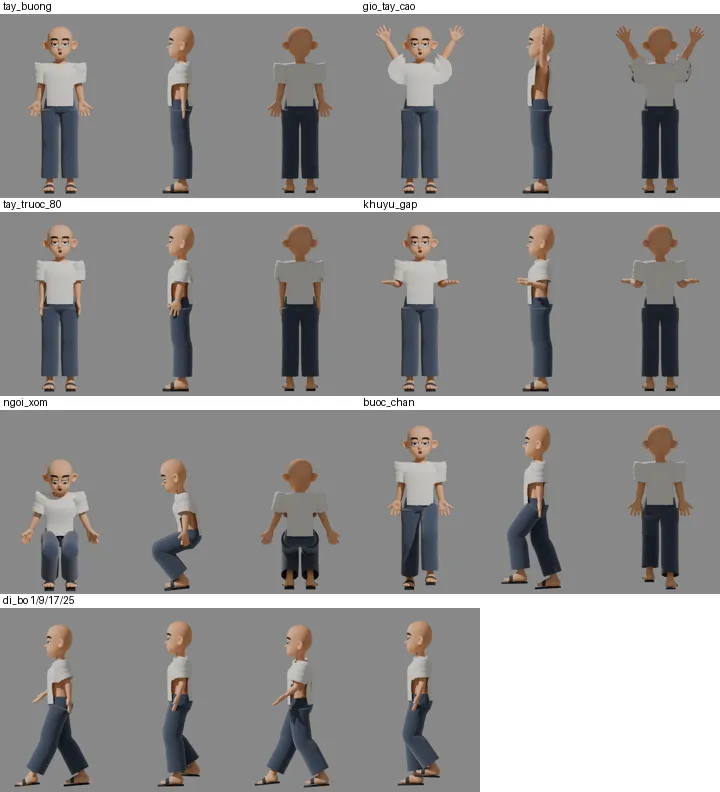 tay_buong
gio_tay_cao
tay_truoc_80
khuyu_gap
ngoi_xom
buoc_chan
di_bo 1/9/17/25